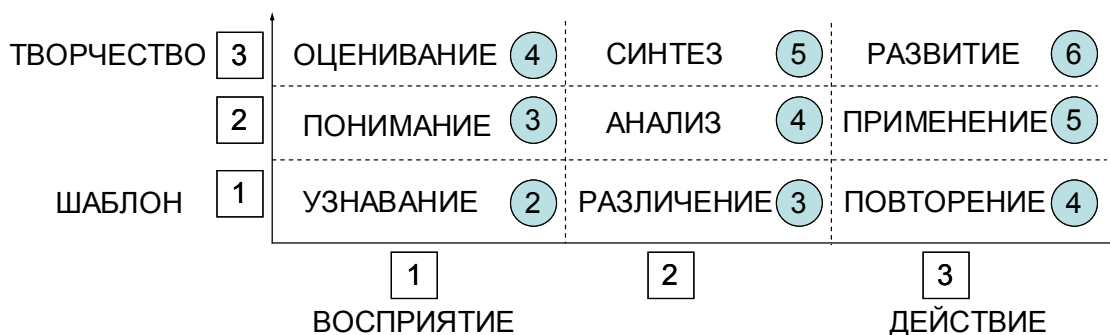 ТВОРЧЕСТВО 3 ОЦЕНИВАНИЕ 4 СИНТЕЗ 5 РАЗВИТИЕ 6
2 ПОНИМАНИЕ 3 АНАЛИЗ 4 ПРИМЕНЕНИЕ 5
ШАБЛОН 1 УЗНАВАНИЕ 2 РАЗЛИЧЕНИЕ 3 ПОВТОРЕНИЕ 4
1 2 3
ВОСПРИЯТИЕ ДЕЙСТВИЕ